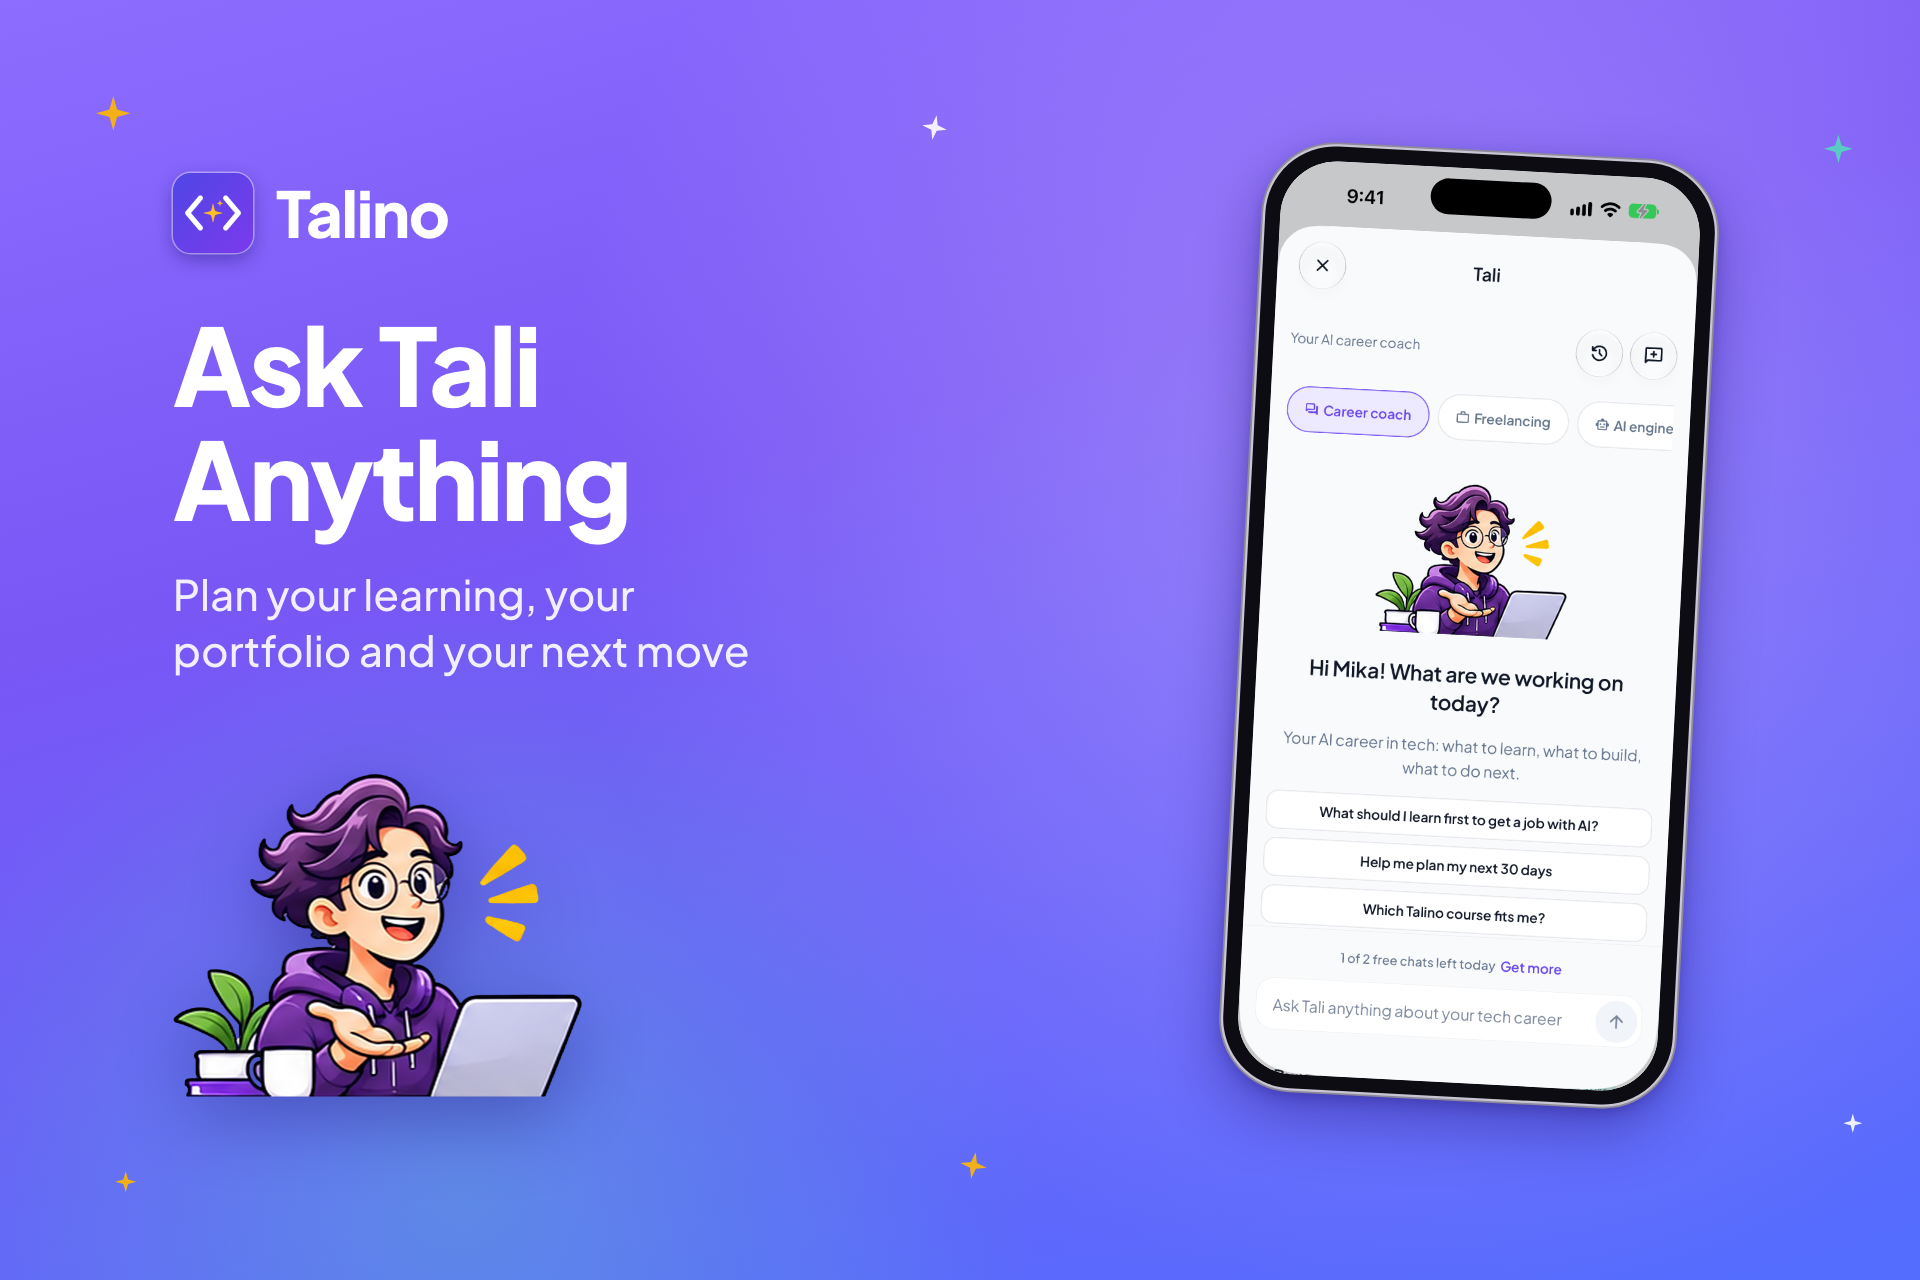 Talino
Ask Tali
Anything
Plan your learning, your
portfolio and your next move
9:41
Tali
Your AI career coach
Career coach
Freelancing
AI engine
Hi Mika! What are we working on
today?
Your AI career in tech: what to learn, what to build,
what to do next.
What should I learn first to get a job with AI?
Help me plan my next 30 days
Which Talino course fits me?
1 of 2 free chats left today Get more
Ask Tali anything about your tech career